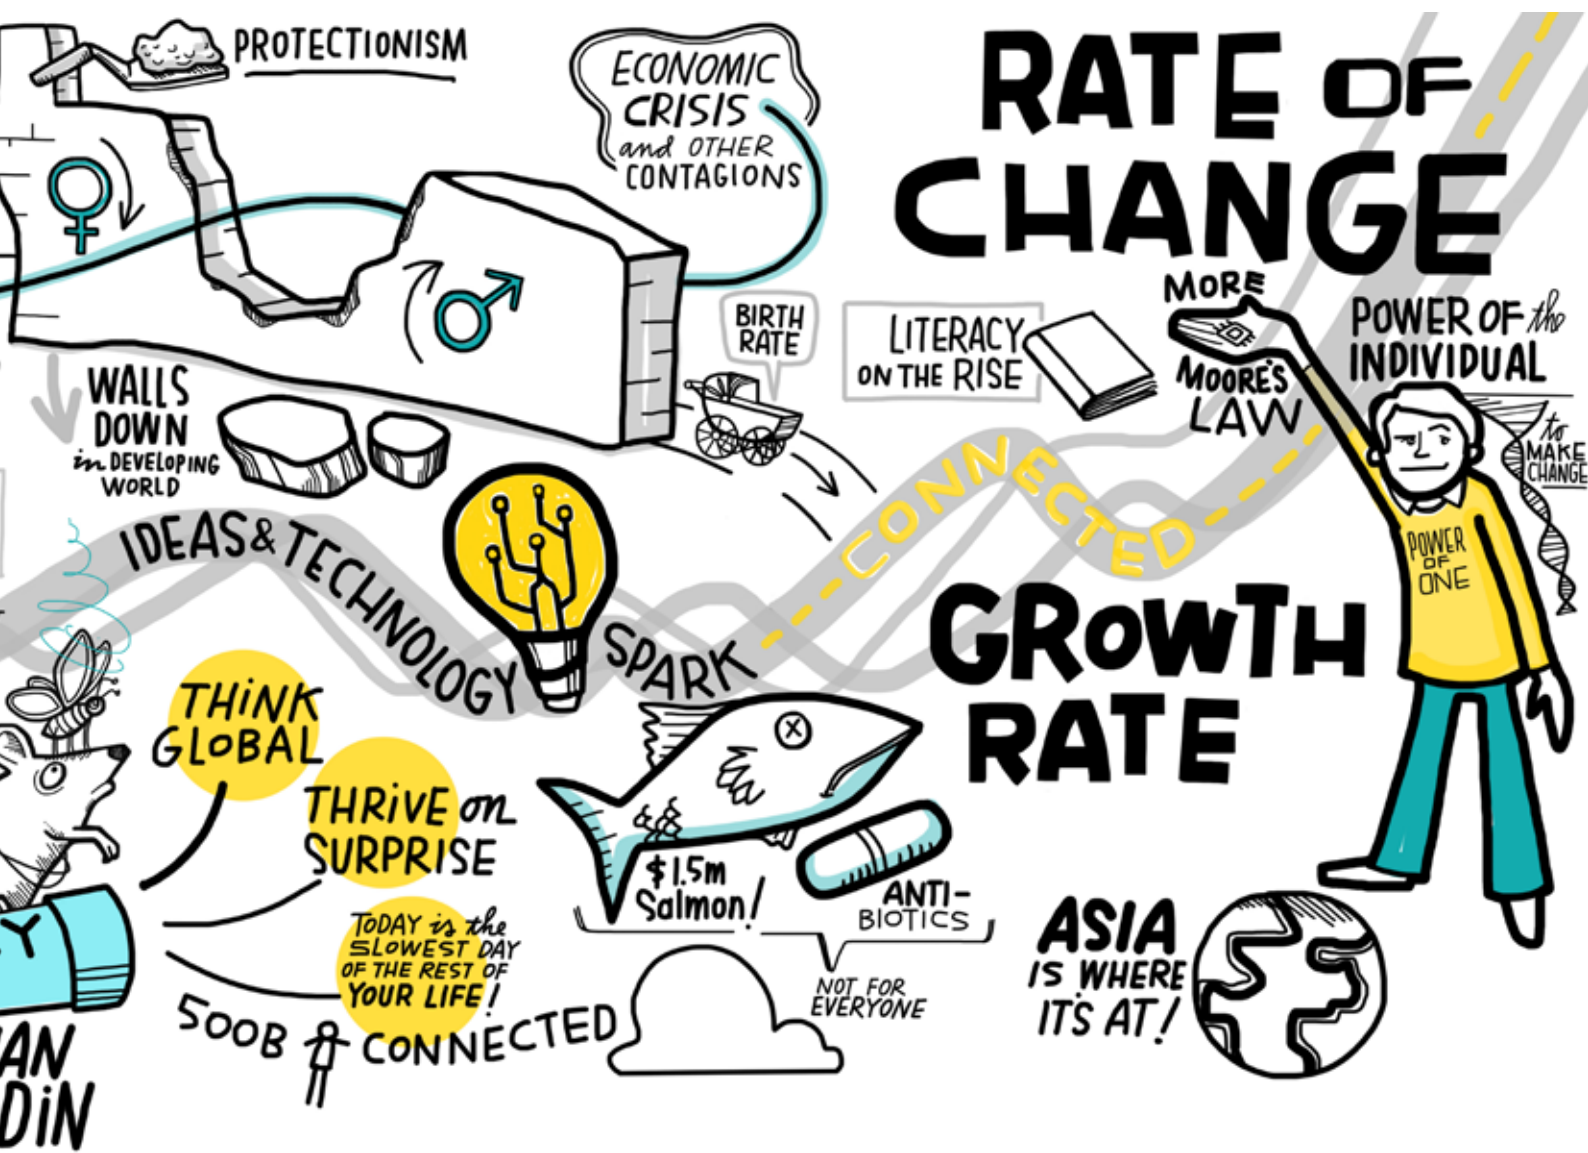 PROTECTIONISM
ECONOMIC
CRISIS
and OTHER
CONTAGIONS
RATE OF
CHANGE
BIRTH
RATE
LITERACY
ON THE RISE
MORE
MOORE'S
LAW
POWER OF the
INDIVIDUAL
to
MAKE
CHANGE
POWER
OF
ONE
WALLS
DOWN
in DEVELOPING
WORLD
IDEAS & TECHNOLOGY
SPARK
CONNECTED
GROWTH
RATE
THiNK
GLOBAL
THRiVE on
SURPRISE
TODAY is the
SLOWEST DAY
OF THE REST OF
YOUR LIFE!
500B CONNECTED
$1.5m
Salmon!
ANTI-
BIOTICS
NOT FOR
EVERYONE
ASIA
IS WHERE
IT'S AT!
Y
AN
DiN